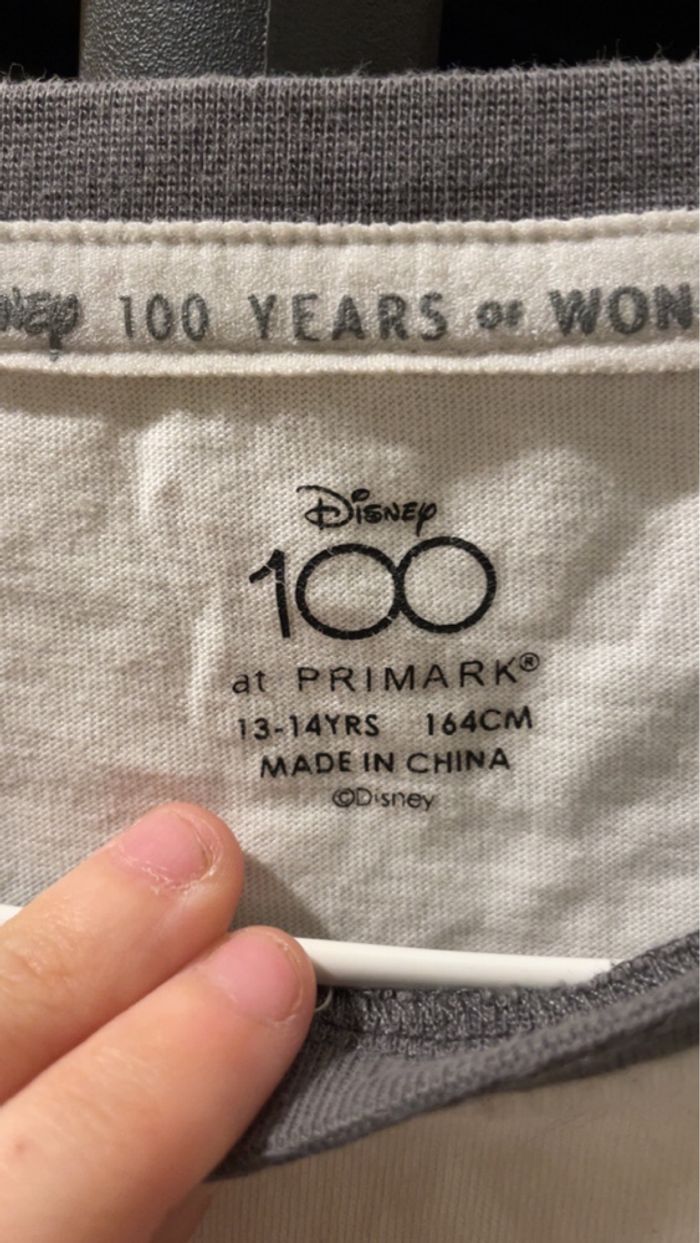 100 YEARS OF
Disney
100
at PRIMARK®
13-14YRS 164CM
MADE IN CHINA
©Disney